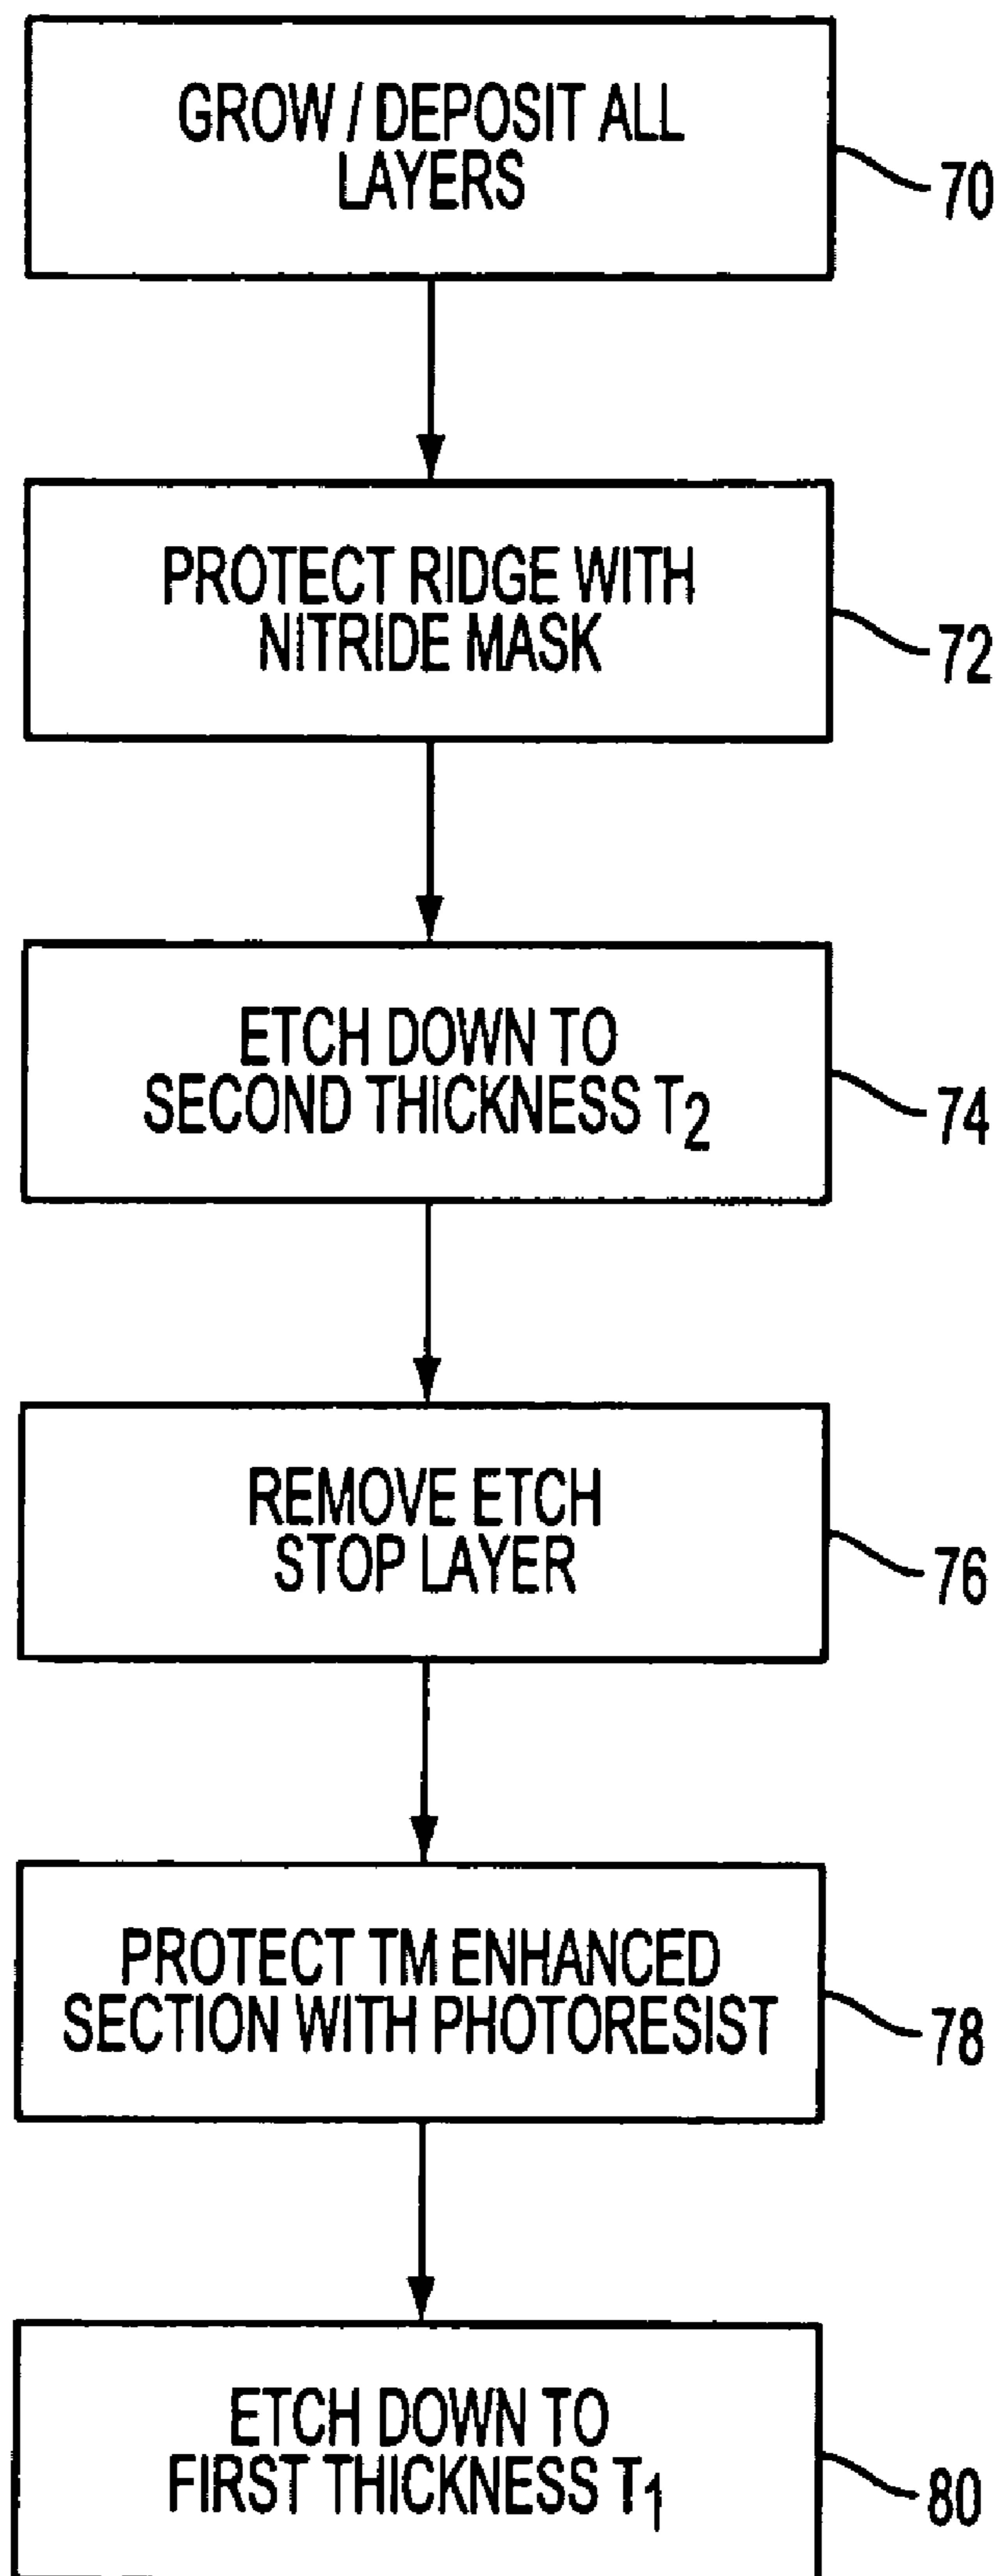 GROW / DEPOSIT ALL
LAYERS
70
PROTECT RIDGE WITH
NITRIDE MASK
72
ETCH DOWN TO
SECOND THICKNESS T2
74
REMOVE ETCH
STOP LAYER
76
PROTECT TM ENHANCED
SECTION WITH PHOTORESIST
78
ETCH DOWN TO
FIRST THICKNESS T1
80